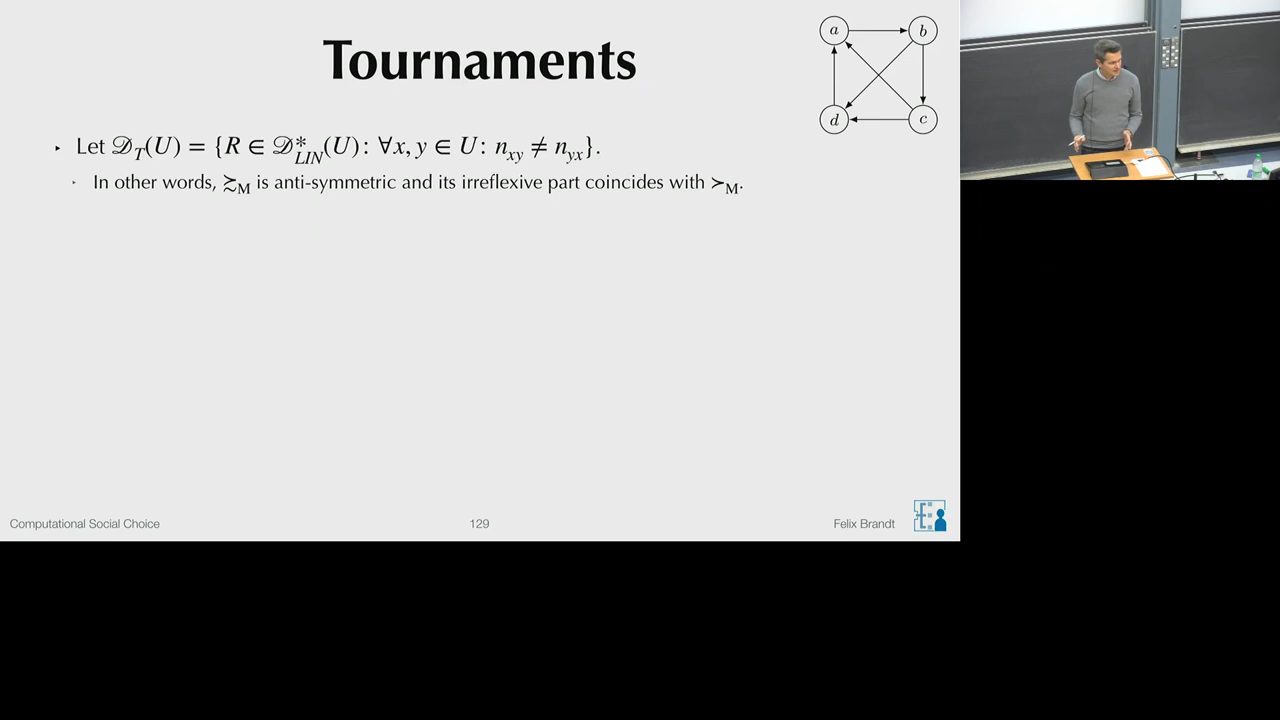 Tournaments
a
b
d
c
▸ Let 𝒟_T(U) = {R ∈ 𝒟*_LIN(U): ∀x, y ∈ U: n_xy ≠ n_yx}.
▸ In other words, ≿_M is anti-symmetric and its irreflexive part coincides with ≻_M.
Computational Social Choice
129
Felix Brandt